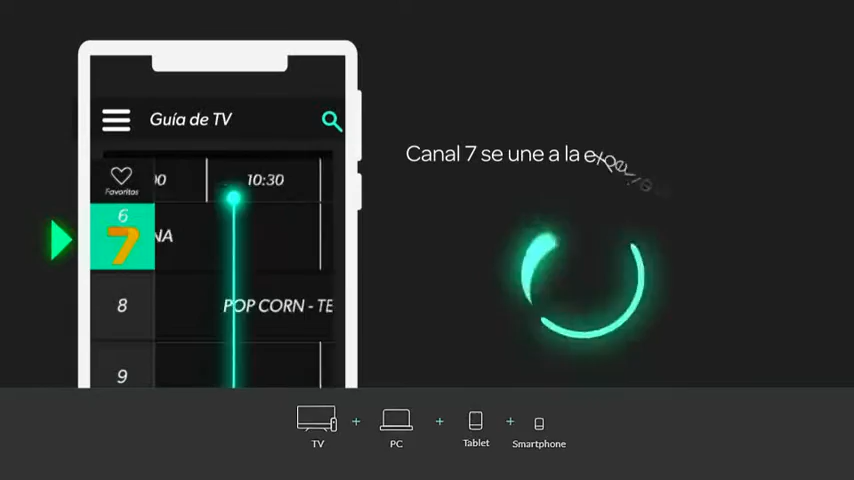 Guía de TV
Favoritos
00
10:30
6
7
NA
8
POP CORN - TE
9
Canal 7 se une a la
TV + PC + Tablet + Smartphone